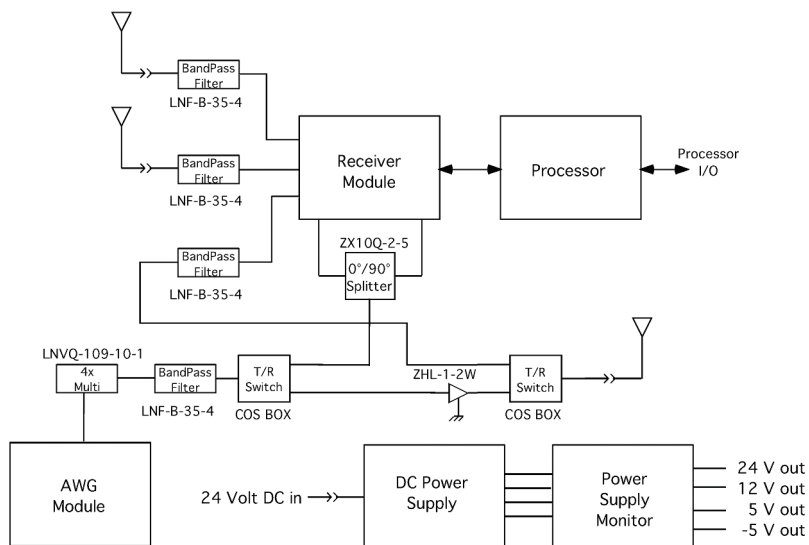 BandPass
Filter
LNF-B-35-4
BandPass
Filter
LNF-B-35-4
Receiver
Module
Processor
Processor
I/O
BandPass
Filter
LNF-B-35-4
ZX10Q-2-5
0°/90°
Splitter
LNVQ-109-10-1
4x
Multi
BandPass
Filter
LNF-B-35-4
T/R
Switch
COS BOX
ZHL-1-2W
T/R
Switch
COS BOX
AWG
Module
24 Volt DC in
DC Power
Supply
Power
Supply
Monitor
24 V out
12 V out
5 V out
-5 V out